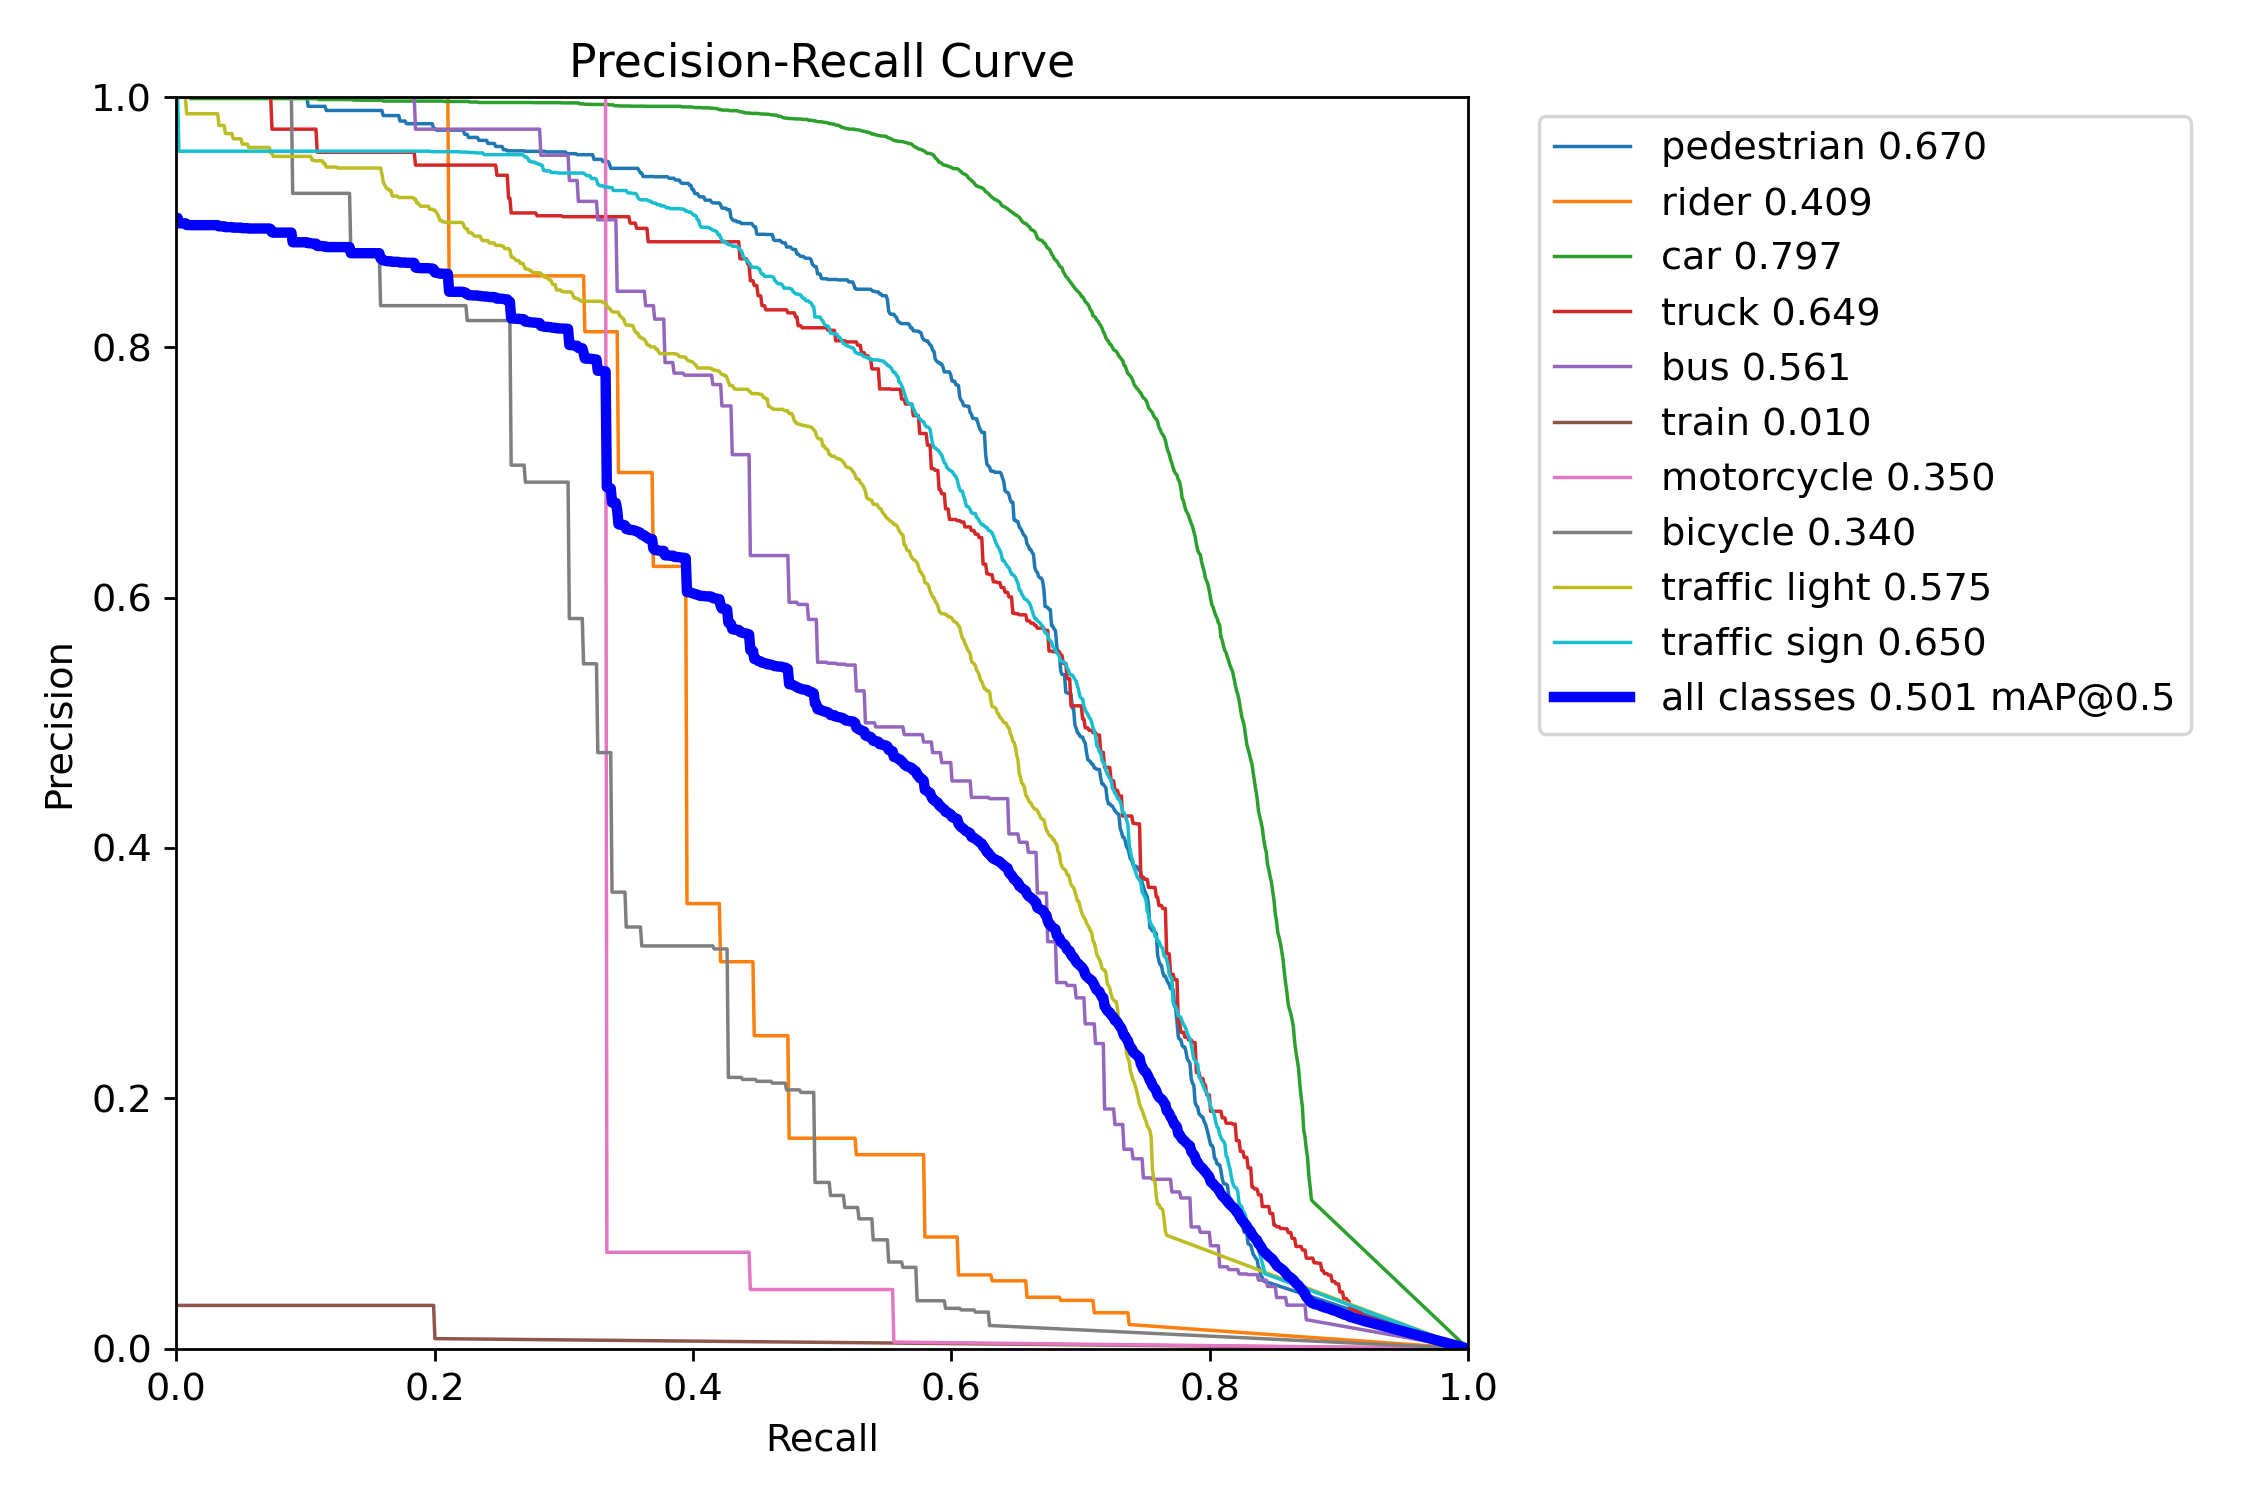 Precision-Recall Curve
1.0
0.8
0.6
0.4
0.2
0.0
Precision
0.0 0.2 0.4 0.6 0.8 1.0
Recall
pedestrian 0.670
rider 0.409
car 0.797
truck 0.649
bus 0.561
train 0.010
motorcycle 0.350
bicycle 0.340
traffic light 0.575
traffic sign 0.650
all classes 0.501 mAP@0.5